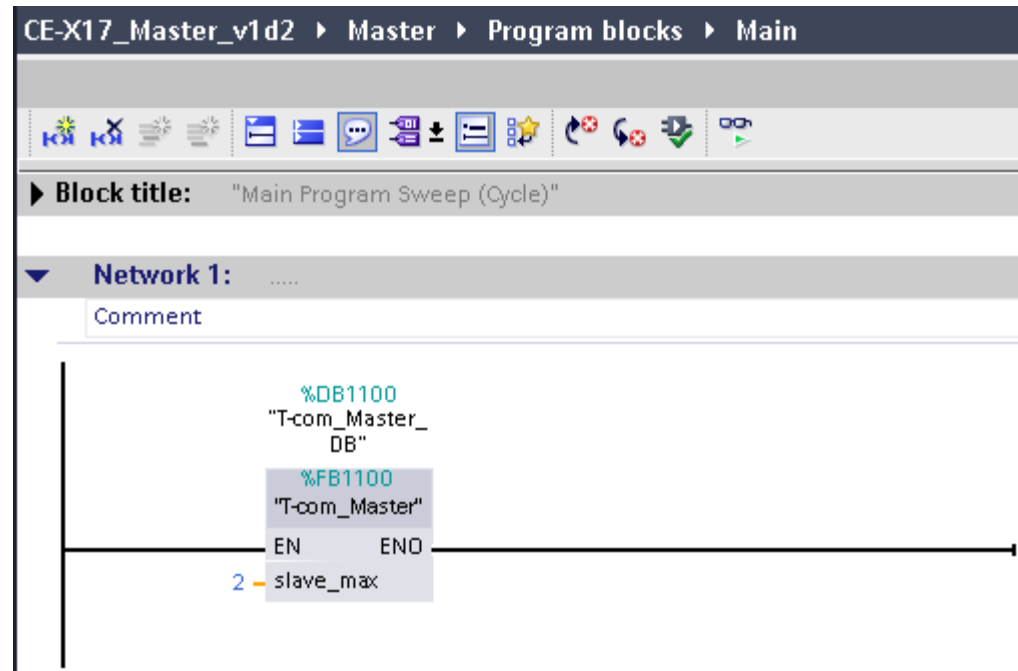 CE-X17_Master_v1d2 ▸ Master ▸ Program blocks ▸ Main
Block title: "Main Program Sweep (Cycle)"
Network 1: .....
Comment
%DB1100
"T-com_Master_
DB"
%FB1100
"T-com_Master"
EN ENO
2 slave_max